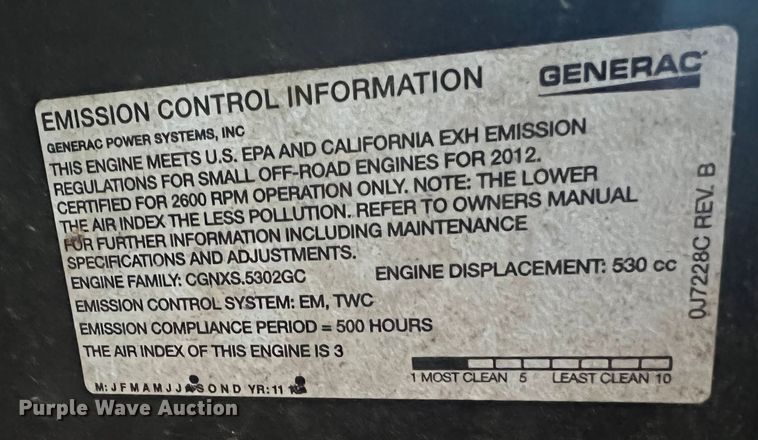 EMISSION CONTROL INFORMATION
GENERAC
GENERAC POWER SYSTEMS, INC
THIS ENGINE MEETS U.S. EPA AND CALIFORNIA EXH EMISSION
REGULATIONS FOR SMALL OFF-ROAD ENGINES FOR 2012.
CERTIFIED FOR 2600 RPM OPERATION ONLY. NOTE: THE LOWER
THE AIR INDEX THE LESS POLLUTION. REFER TO OWNERS MANUAL
FOR FURTHER INFORMATION INCLUDING MAINTENANCE
SPECIFICATIONS AND ADJUSTMENTS.
ENGINE FAMILY: CGNXS.5302GC ENGINE DISPLACEMENT: 530 cc
EMISSION CONTROL SYSTEM: EM, TWC
EMISSION COMPLIANCE PERIOD = 500 HOURS
THE AIR INDEX OF THIS ENGINE IS 3
1 MOST CLEAN 5 LEAST CLEAN 10
M: J F M A M J J S O N D YR: 11
0J7228C REV. B
Purple Wave Auction